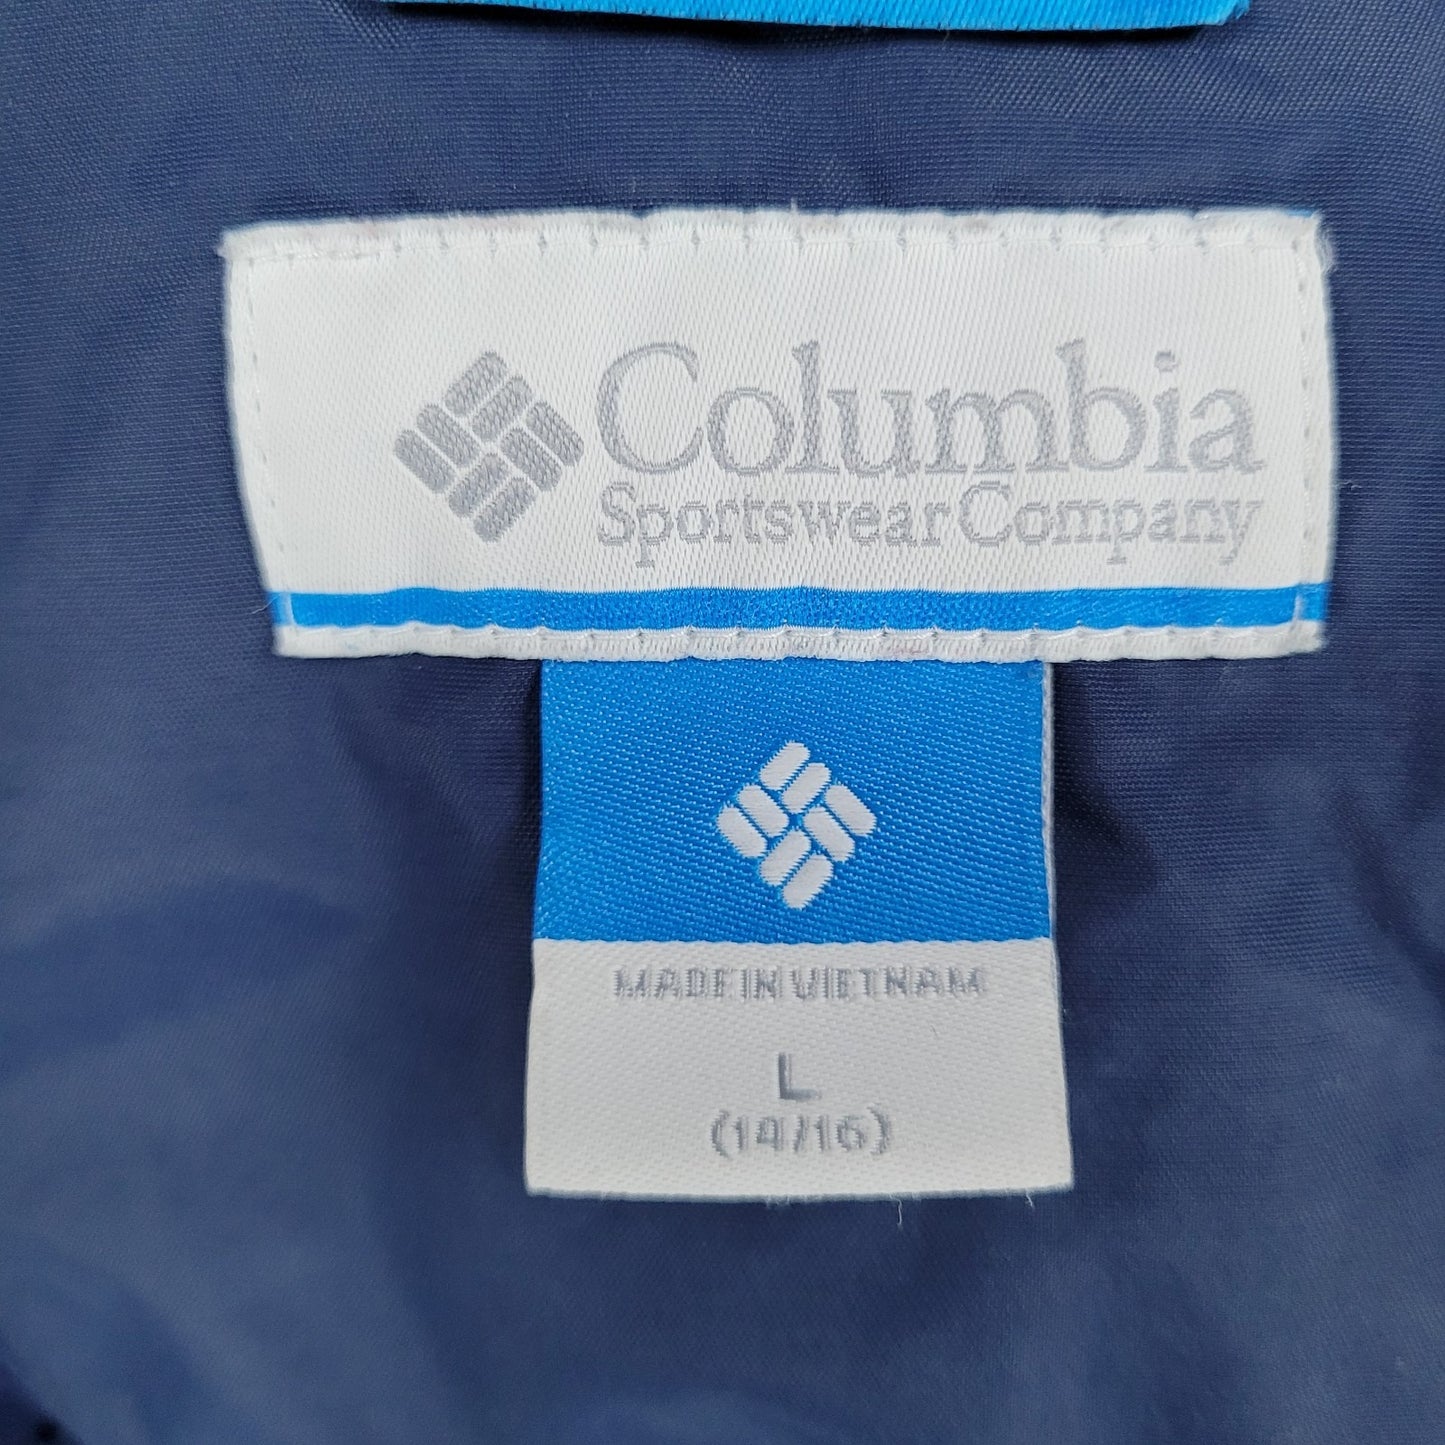 Columbia
Sportswear Company
MADE IN VIETNAM
L
(14/16)